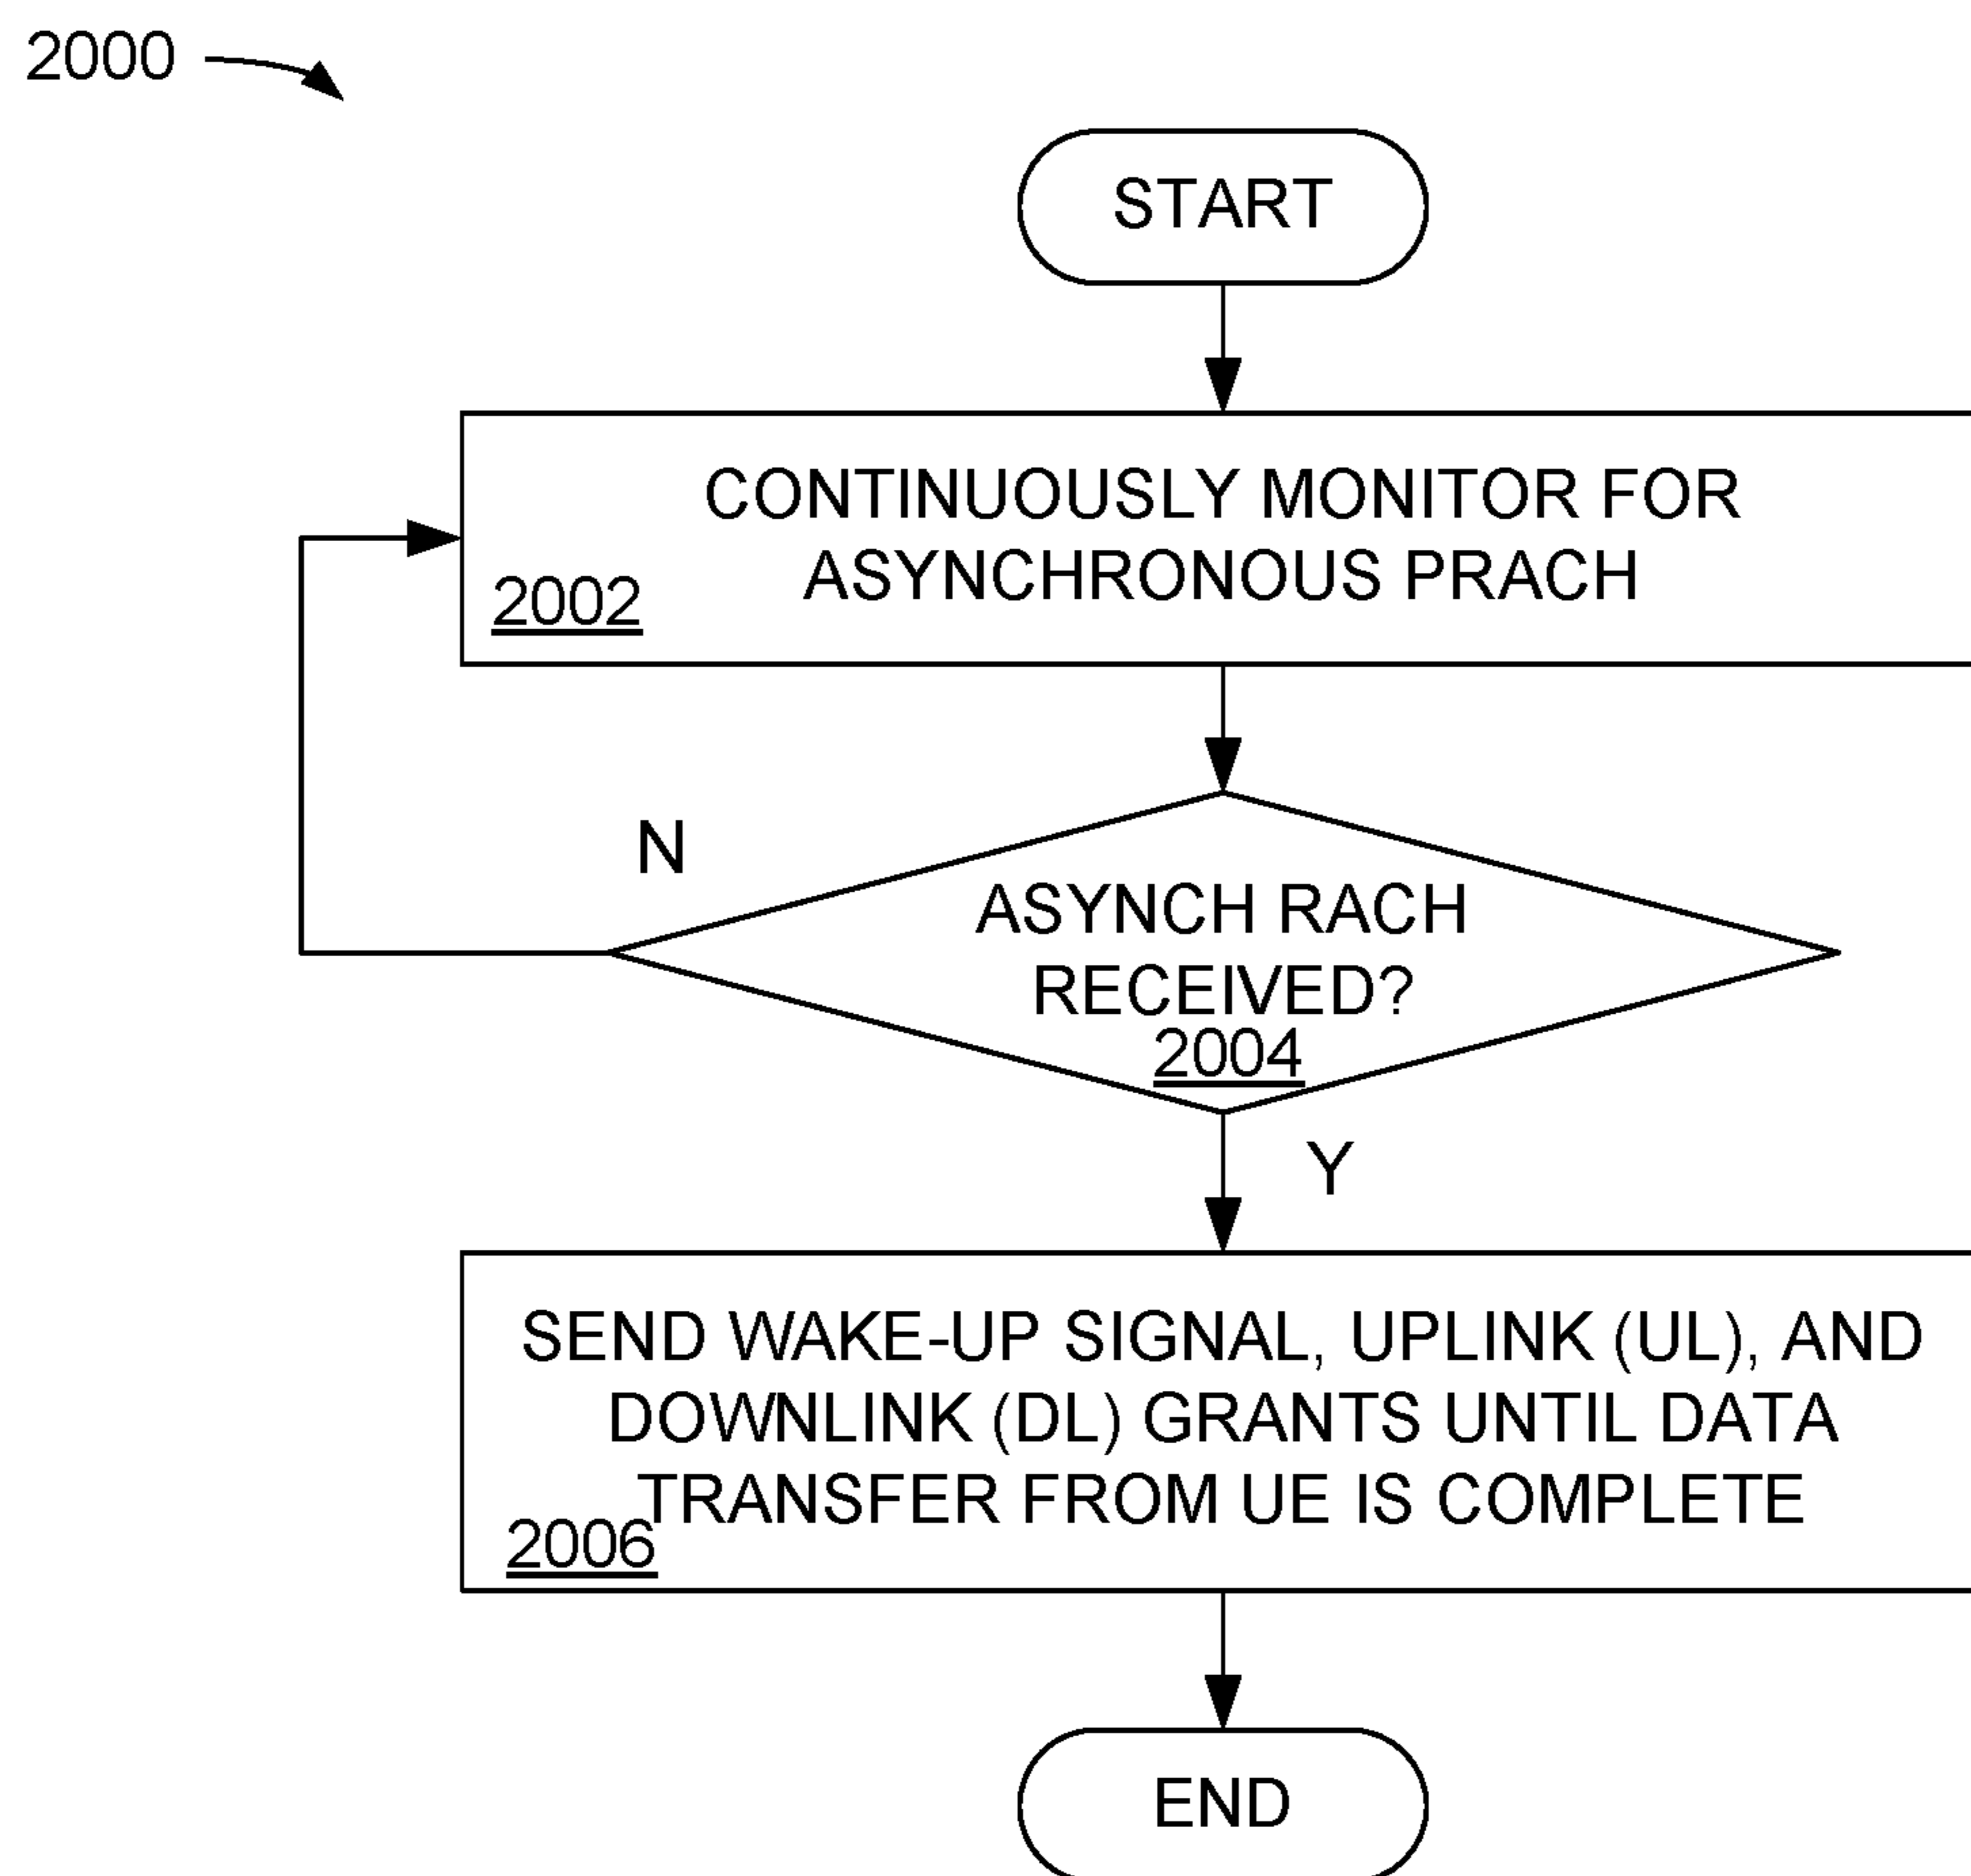 2000
START
CONTINUOUSLY MONITOR FOR
ASYNCHRONOUS PRACH
2002
N
ASYNCH RACH
RECEIVED?
2004
Y
SEND WAKE-UP SIGNAL, UPLINK (UL), AND
DOWNLINK (DL) GRANTS UNTIL DATA
TRANSFER FROM UE IS COMPLETE
2006
END